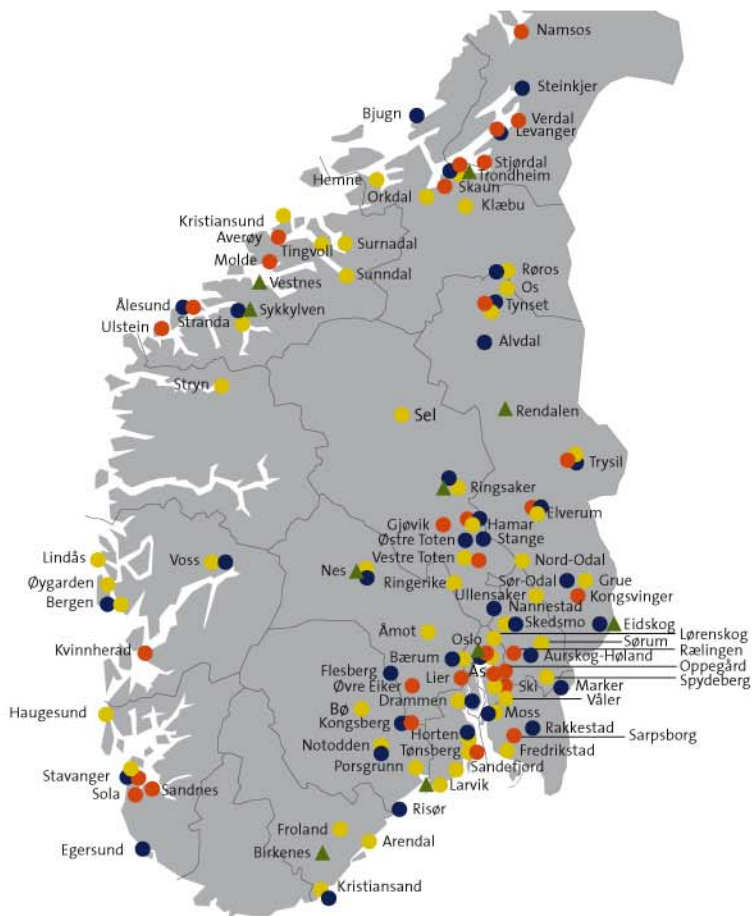 Namsos
Steinkjer
Bjugn
Verdal
Levanger
Stjørdal
Trondheim
Hemne
Skaun
Orkdal
Klæbu
Kristiansund
Averøy
Tingvoll
Surnadal
Molde
Sunndal
Røros
Vestnes
Os
Ålesund
Sykkylven
Tynset
Stranda
Ulstein
Alvdal
Stryn
Rendalen
Sel
Trysil
Ringsaker
Elverum
Gjøvik
Hamar
Østre Toten
Stange
Lindås
Voss
Vestre Toten
Nord-Odal
Nes
Øygarden
Ringerike
Sør-Odal
Grue
Ullensaker
Kongsvinger
Bergen
Nannestad
Skedsmo
Eidskog
Åmot
Lørenskog
Oslo
Sørum
Kvinnherad
Bærum
Aurskog-Høland
Rælingen
Flesberg
Lier
Ås
Oppegård
Øvre Eiker
Ski
Marker
Spydeberg
Drammen
Våler
Haugesund
Bø
Moss
Kongsberg
Rakkestad
Horten
Sarpsborg
Notodden
Tønsberg
Fredrikstad
Porsgrunn
Sandefjord
Stavanger
Larvik
Sola
Sandnes
Risør
Froland
Arendal
Egersund
Birkenes
Kristiansand